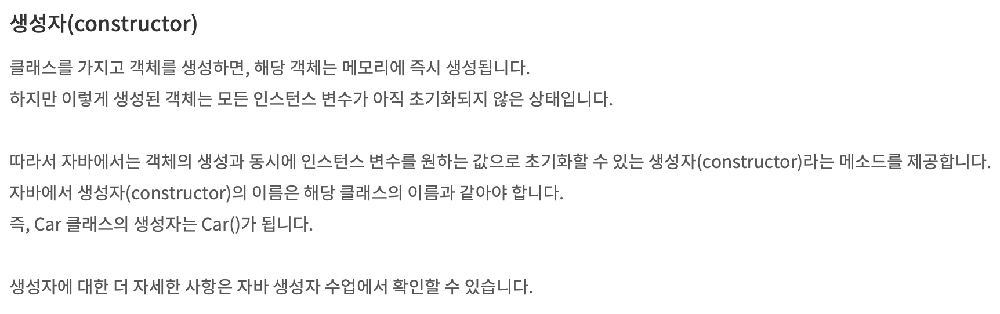 생성자(constructor)
클래스를 가지고 객체를 생성하면, 해당 객체는 메모리에 즉시 생성됩니다.
하지만 이렇게 생성된 객체는 모든 인스턴스 변수가 아직 초기화되지 않은 상태입니다.
따라서 자바에서는 객체의 생성과 동시에 인스턴스 변수를 원하는 값으로 초기화할 수 있는 생성자(constructor)라는 메소드를 제공합니다.
자바에서 생성자(constructor)의 이름은 해당 클래스의 이름과 같아야 합니다.
즉, Car 클래스의 생성자는 Car()가 됩니다.
생성자에 대한 더 자세한 사항은 자바 생성자 수업에서 확인할 수 있습니다.